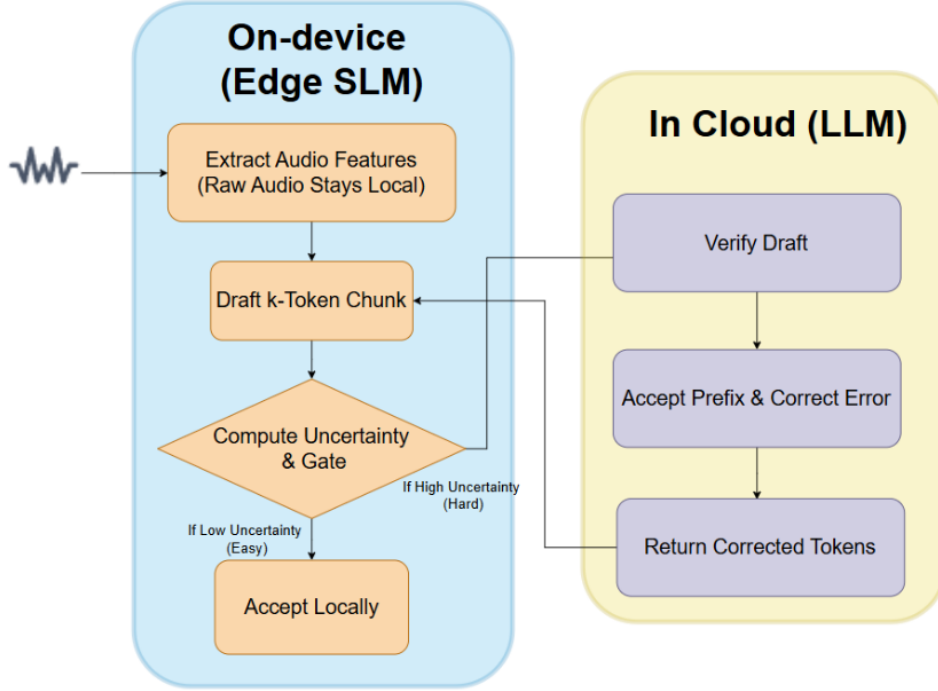 On-device
(Edge SLM)
Extract Audio Features
(Raw Audio Stays Local)
Draft k-Token Chunk
Compute Uncertainty
& Gate
If High Uncertainty
(Hard)
If Low Uncertainty
(Easy)
Accept Locally
In Cloud (LLM)
Verify Draft
Accept Prefix & Correct Error
Return Corrected Tokens